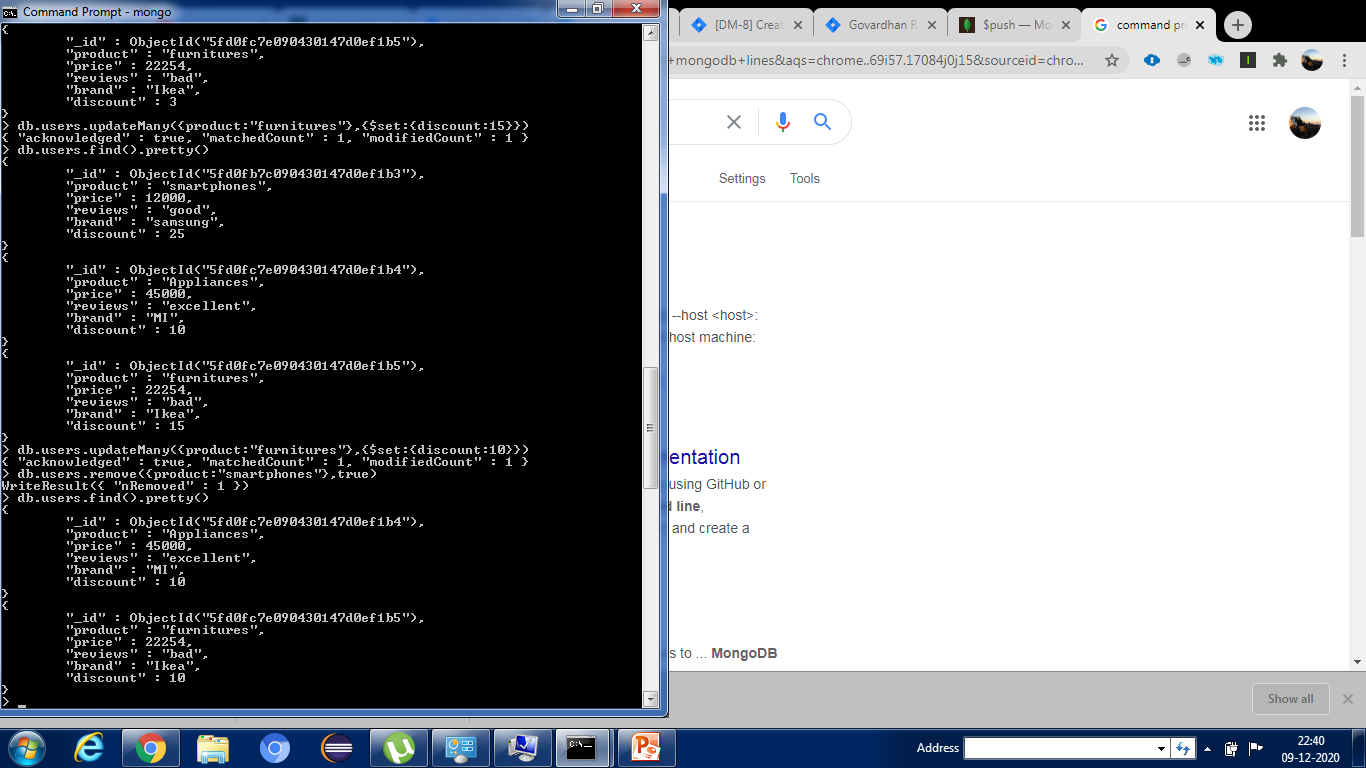 Command Prompt - mongo
{
"_id" : ObjectId("5fd0fc7e090430147d0ef1b5"),
"product" : "furnitures",
"price" : 22254,
"reviews" : "bad",
"brand" : "Ikea",
"discount" : 3
}
> db.users.updateMany({product:"furnitures"},{$set:{discount:15}})
{ "acknowledged" : true, "matchedCount" : 1, "modifiedCount" : 1 }
> db.users.find().pretty()
{
"_id" : ObjectId("5fd0fb7c090430147d0ef1b3"),
"product" : "smartphones",
"price" : 12000,
"reviews" : "good",
"brand" : "samsung",
"discount" : 25
}
{
"_id" : ObjectId("5fd0fc7e090430147d0ef1b4"),
"product" : "Appliances",
"price" : 45000,
"reviews" : "excellent",
"brand" : "MI",
"discount" : 10
}
{
"_id" : ObjectId("5fd0fc7e090430147d0ef1b5"),
"product" : "furnitures",
"price" : 22254,
"reviews" : "bad",
"brand" : "Ikea",
"discount" : 15
}
> db.users.updateMany({product:"furnitures"},{$set:{discount:10}})
{ "acknowledged" : true, "matchedCount" : 1, "modifiedCount" : 1 }
> db.users.remove({product:"smartphones"},true)
WriteResult({ "nRemoved" : 1 })
> db.users.find().pretty()
{
"_id" : ObjectId("5fd0fc7e090430147d0ef1b4"),
"product" : "Appliances",
"price" : 45000,
"reviews" : "excellent",
"brand" : "MI",
"discount" : 10
}
{
"_id" : ObjectId("5fd0fc7e090430147d0ef1b5"),
"product" : "furnitures",
"price" : 22254,
"reviews" : "bad",
"brand" : "Ikea",
"discount" : 10
}
>
[DM-8] Creat
Govardhan R
$push — Mo
command pr
+mongodb+lines&aqs=chrome..69i57.17084j0j15&sourceid=chro...
Settings Tools
--host <host>:
host machine:
entation
using GitHub or
d line,
and create a
s to ... MongoDB
Show all
Address
22:40
09-12-2020